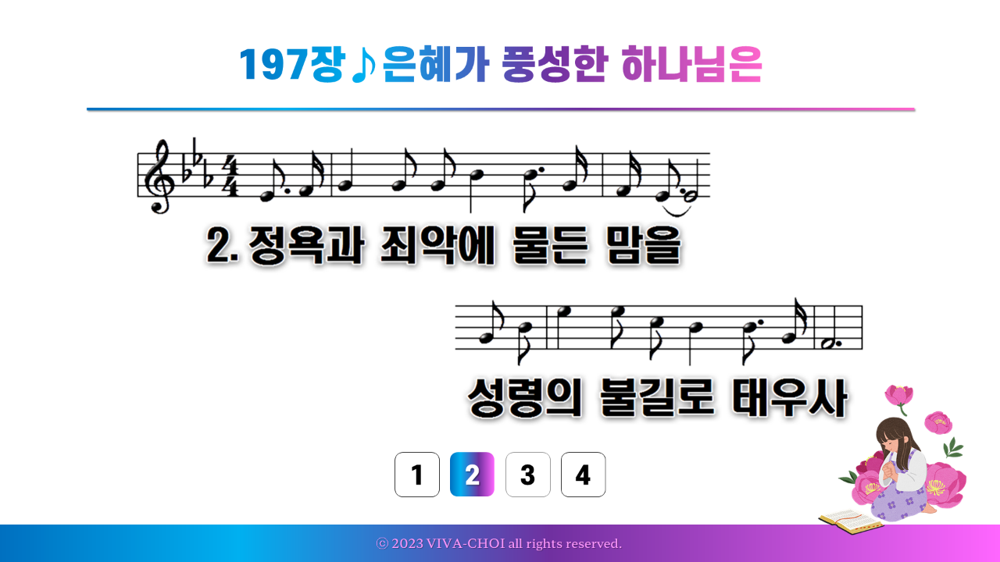 197장♪은혜가 풍성한 하나님은
2. 정욕과 죄악에 물든 맘을
성령의 불길로 태우사
1 2 3 4
ⓒ 2023 VIVA-CHOI all rights reserved.